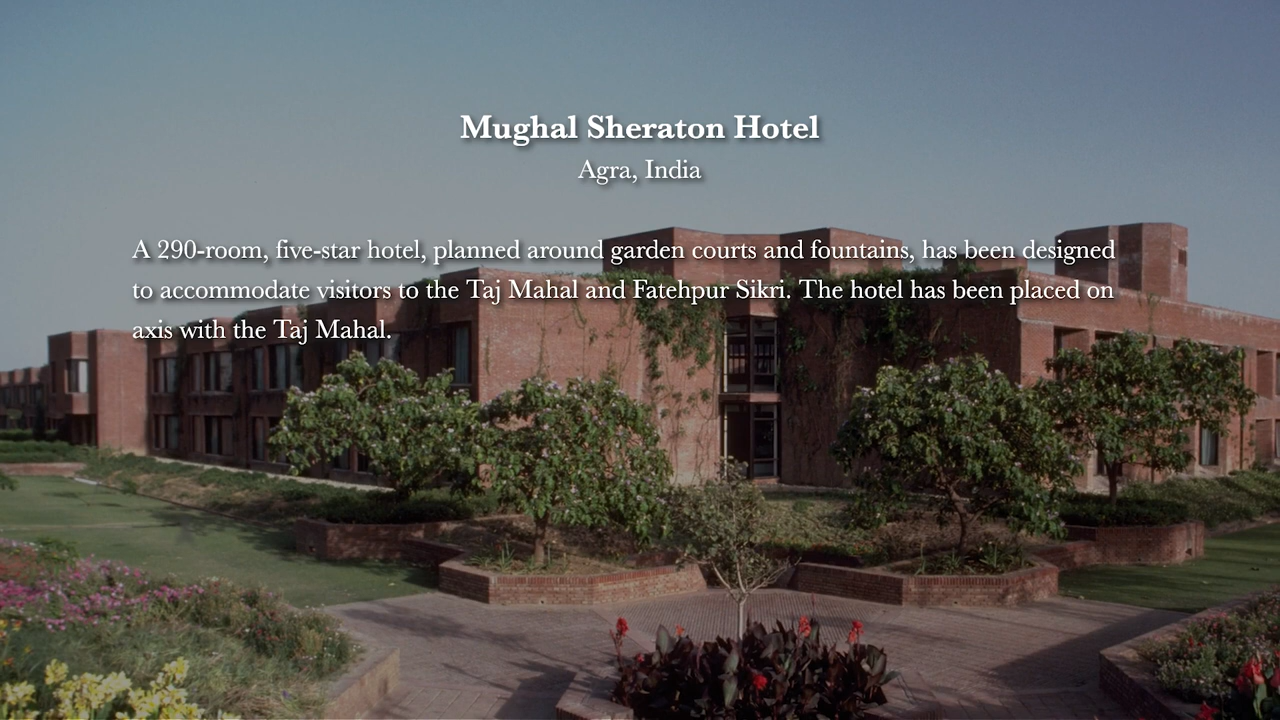 Mughal Sheraton Hotel
Agra, India
A 290-room, five-star hotel, planned around garden courts and fountains, has been designed
to accommodate visitors to the Taj Mahal and Fatehpur Sikri. The hotel has been placed on
axis with the Taj Mahal.